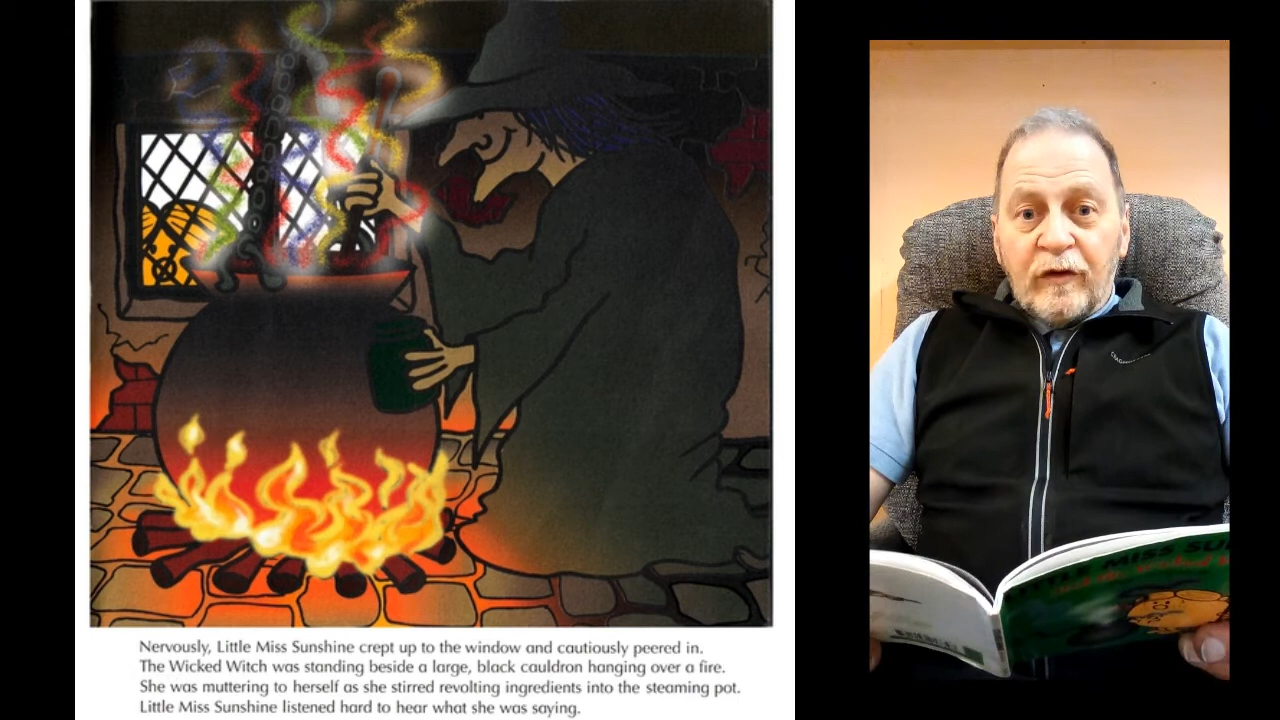 Nervously, Little Miss Sunshine crept up to the window and cautiously peered in.
The Wicked Witch was standing beside a large, black cauldron hanging over a fire.
She was muttering to herself as she stirred revolting ingredients into the steaming pot.
Little Miss Sunshine listened hard to hear what she was saying.